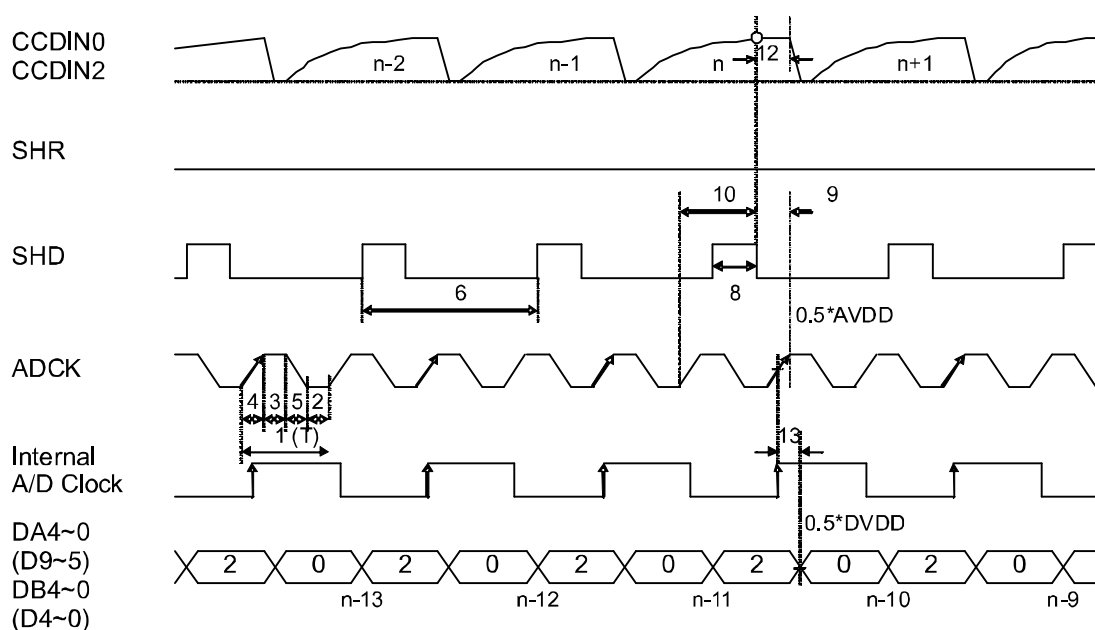 CCDIN0
CCDIN2
n-2
n-1
n
12
n+1
SHR
10
9
SHD
8
6
0.5*AVDD
ADCK
4
3
5
2
1 (T)
13
Internal
A/D Clock
0.5*DVDD
DA4~0
(D9~5)
DB4~0
(D4~0)
2
0
2
0
2
0
2
0
2
0
n-13
n-12
n-11
n-10
n-9